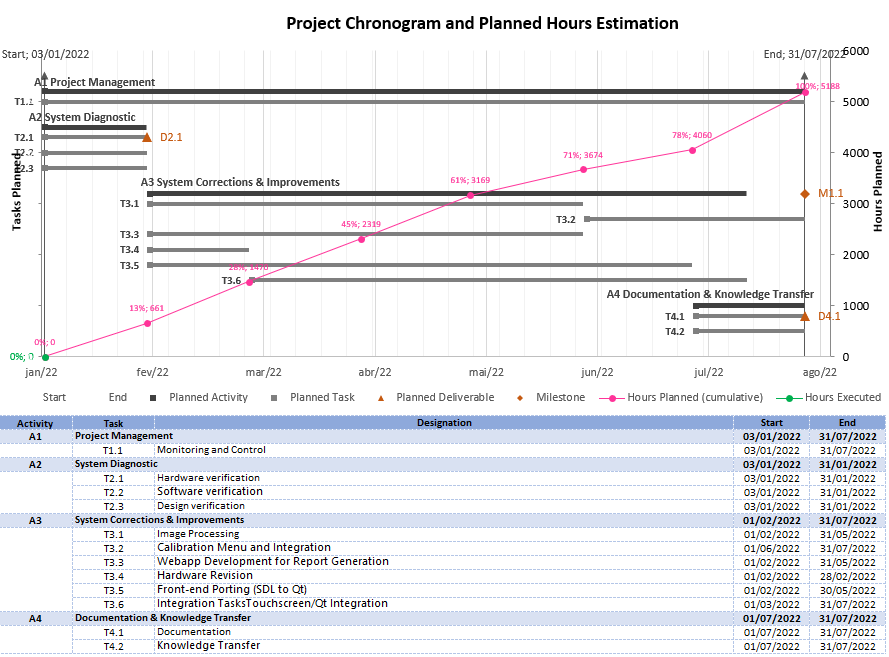 Project Chronogram and Planned Hours Estimation
Start; 03/01/2022
End; 31/07/2022
6000
A1 Project Management
100%; 5188
T1.1
5000
A2 System Diagnostic
T2.1
D2.1
78%; 4060
T2.2
71%; 3674
4000
T2.3
A3 System Corrections & Improvements
61%; 3169
M1.1
T3.1
3000
T3.2
45%; 2319
T3.3
T3.4
2000
T3.5
28%; 1476
T3.6
A4 Documentation & Knowledge Transfer
13%; 661
1000
T4.1
D4.1
T4.2
0%; 0
0%; 0
0
Tasks Planned
Hours Planned
jan/22 fev/22 mar/22 abr/22 mai/22 jun/22 jul/22 ago/22
Start End Planned Activity Planned Task Planned Deliverable Milestone Hours Planned (cumulative) Hours Executed
Activity Task Designation Start End
A1 Project Management 03/01/2022 31/07/2022
T1.1 Monitoring and Control 03/01/2022 31/07/2022
A2 System Diagnostic 03/01/2022 31/01/2022
T2.1 Hardware verification 03/01/2022 31/01/2022
T2.2 Software verification 03/01/2022 31/01/2022
T2.3 Design verification 03/01/2022 31/01/2022
A3 System Corrections & Improvements 01/02/2022 31/07/2022
T3.1 Image Processing 01/02/2022 31/05/2022
T3.2 Calibration Menu and Integration 01/06/2022 31/07/2022
T3.3 Webapp Development for Report Generation 01/02/2022 31/05/2022
T3.4 Hardware Revision 01/02/2022 28/02/2022
T3.5 Front-end Porting (SDL to Qt) 01/02/2022 30/05/2022
T3.6 Integration TasksTouchscreen/Qt Integration 01/03/2022 31/07/2022
A4 Documentation & Knowledge Transfer 01/07/2022 31/07/2022
T4.1 Documentation 01/07/2022 31/07/2022
T4.2 Knowledge Transfer 01/07/2022 31/07/2022